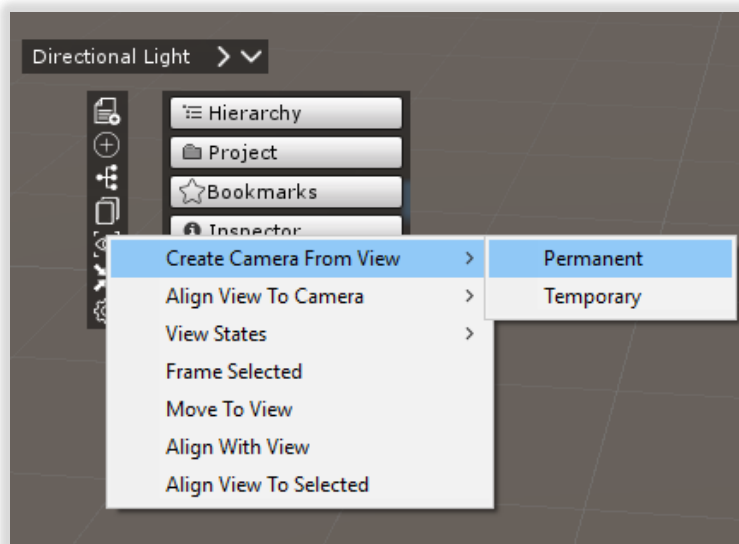 Directional Light
Hierarchy
Project
Bookmarks
Inspector
Create Camera From View
Permanent
Align View To Camera
Temporary
View States
Frame Selected
Move To View
Align With View
Align View To Selected